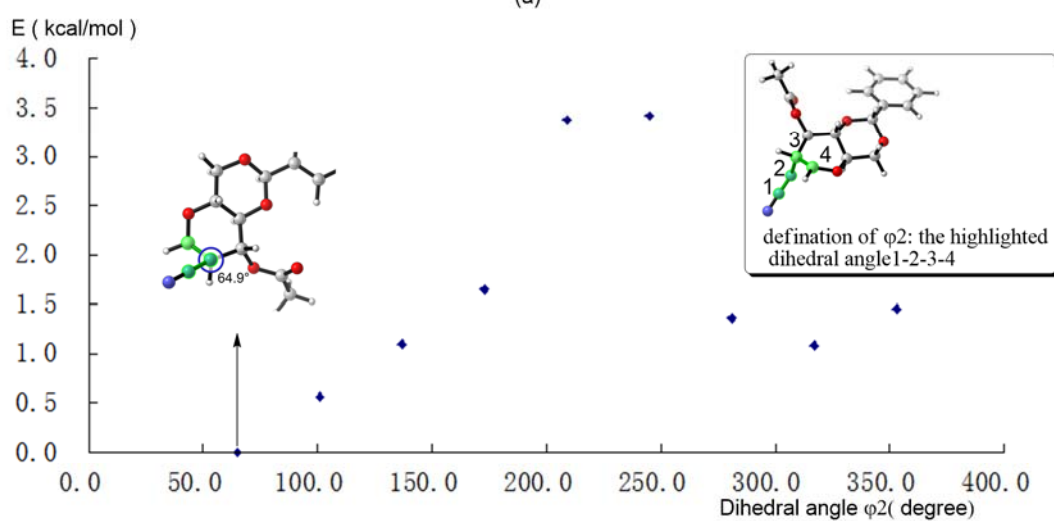 (a)
E ( kcal/mol )
4.0
3.5
3.0
2.5
2.0
1.5
1.0
0.5
0.0
64.9°
3
4
2
1
defination of φ2: the highlighted
dihedral angle1-2-3-4
0.0 50.0 100.0 150.0 200.0 250.0 300.0 350.0 400.0
Dihedral angle φ2( degree)